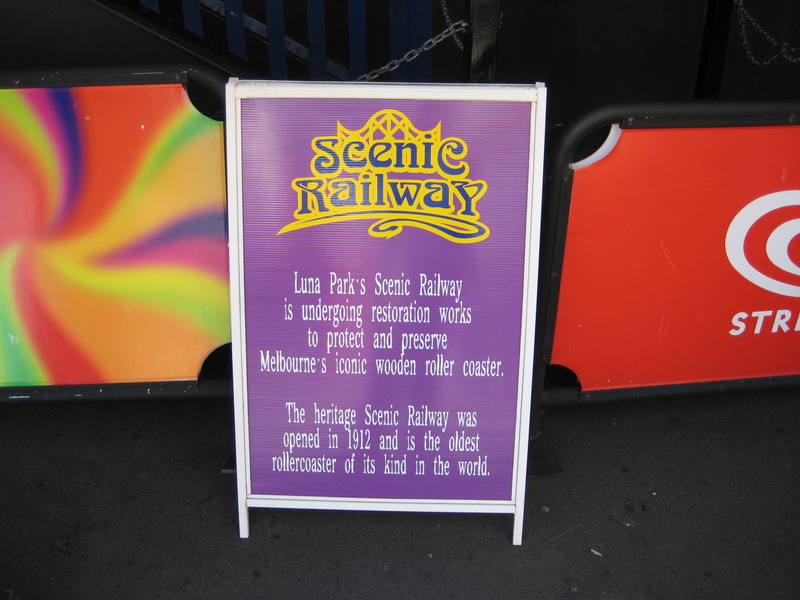 Scenic
Railway
Luna Park's Scenic Railway
is undergoing restoration works
to protect and preserve
Melbourne's iconic wooden roller coaster.
The heritage Scenic Railway was
opened in 1912 and is the oldest
rollercoaster of its kind in the world.